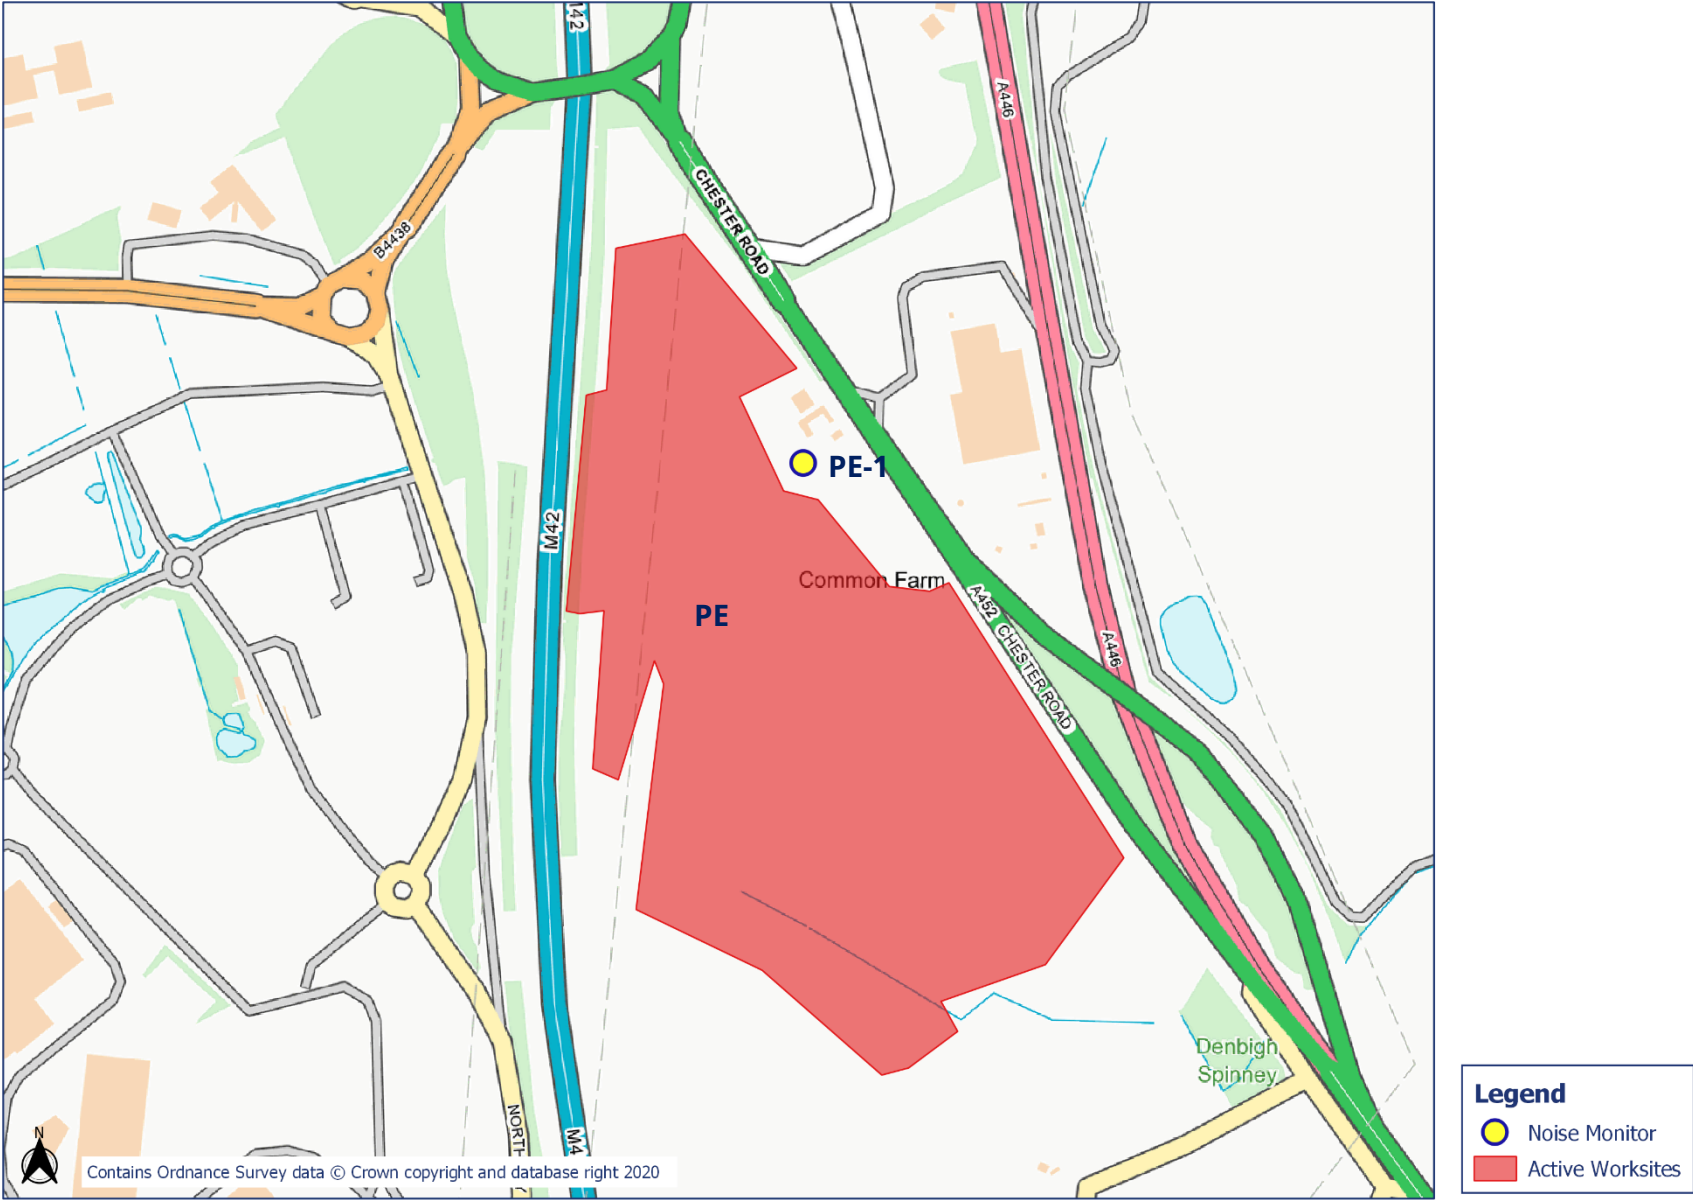 M42
A446
CHESTER ROAD
B4438
PE-1
M42
Common Farm
A452
CHESTER ROAD
PE
A446
Denbigh
Spinney
NORTH
M4
N
Contains Ordnance Survey data © Crown copyright and database right 2020
Legend
Noise Monitor
Active Worksites